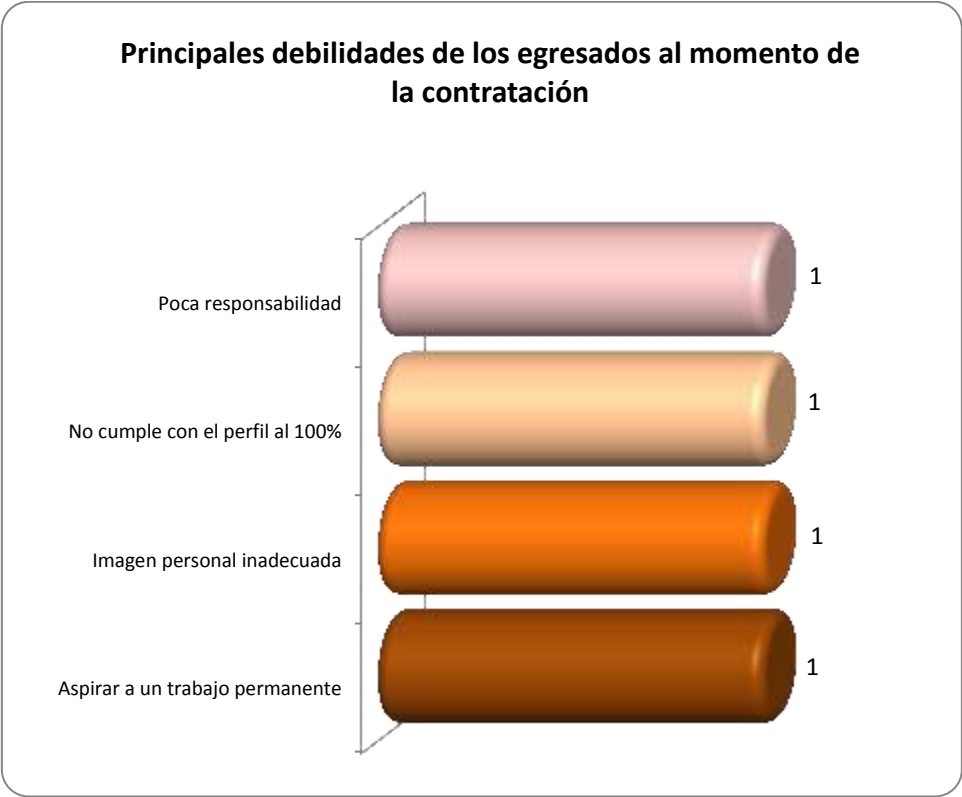 Principales debilidades de los egresados al momento de
la contratación
Poca responsabilidad
1
No cumple con el perfil al 100%
1
Imagen personal inadecuada
1
Aspirar a un trabajo permanente
1